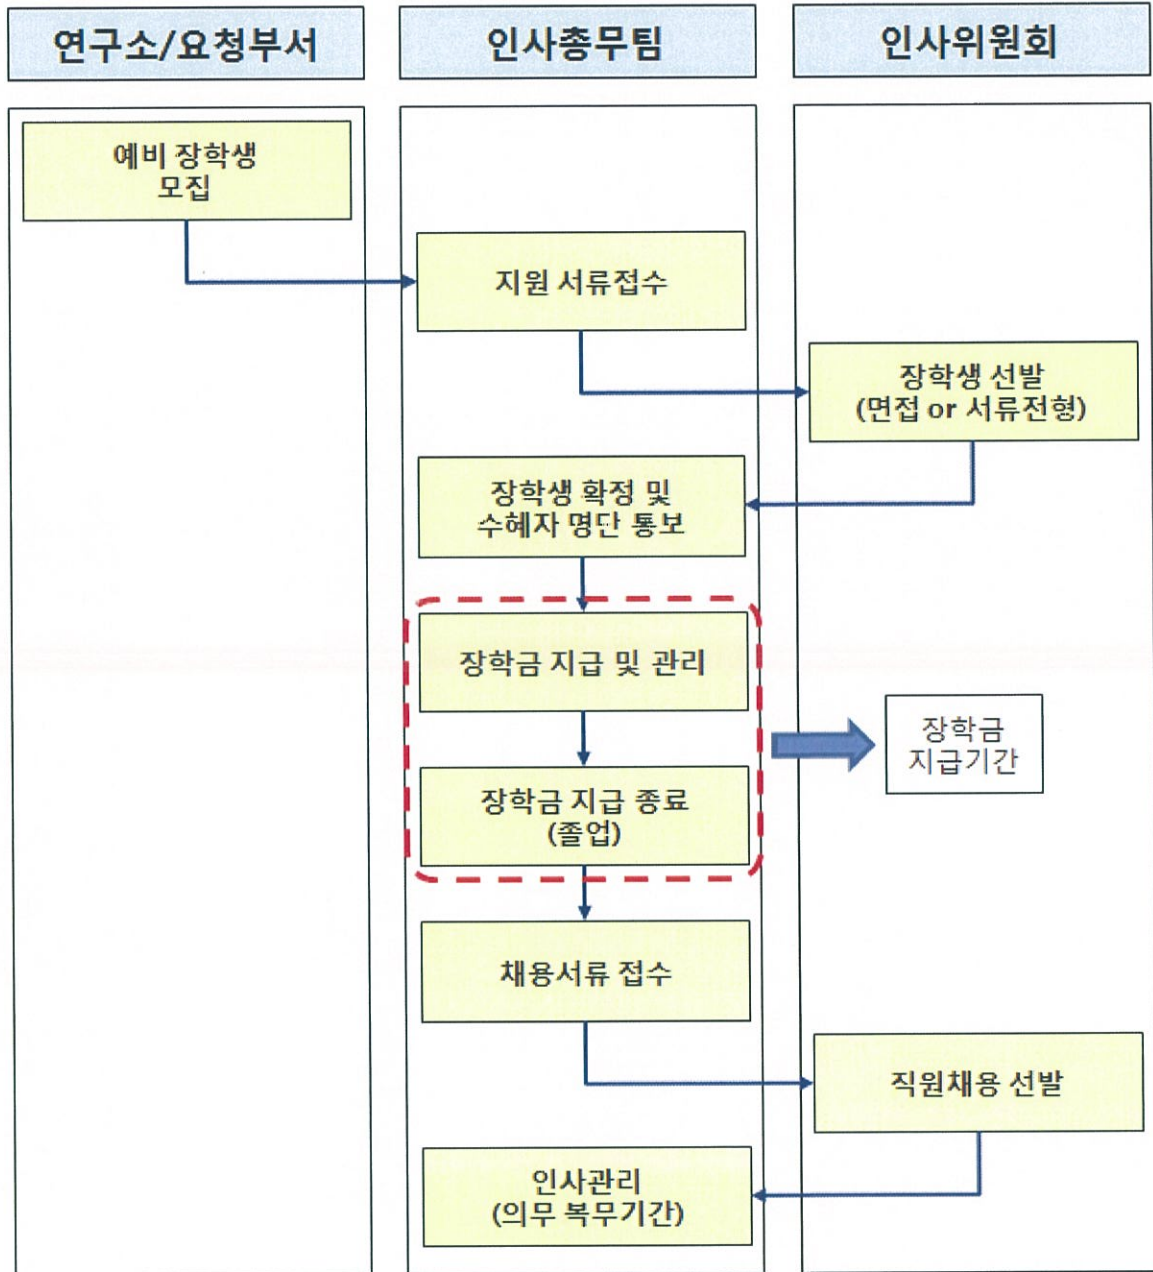 연구소/요청부서
인사총무팀
인사위원회
예비 장학생
모집
지원 서류접수
장학생 선발
(면접 or 서류전형)
장학생 확정 및
수혜자 명단 통보
장학금 지급 및 관리
장학금
지급기간
장학금 지급 종료
(졸업)
채용서류 접수
직원채용 선발
인사관리
(의무 복무기간)